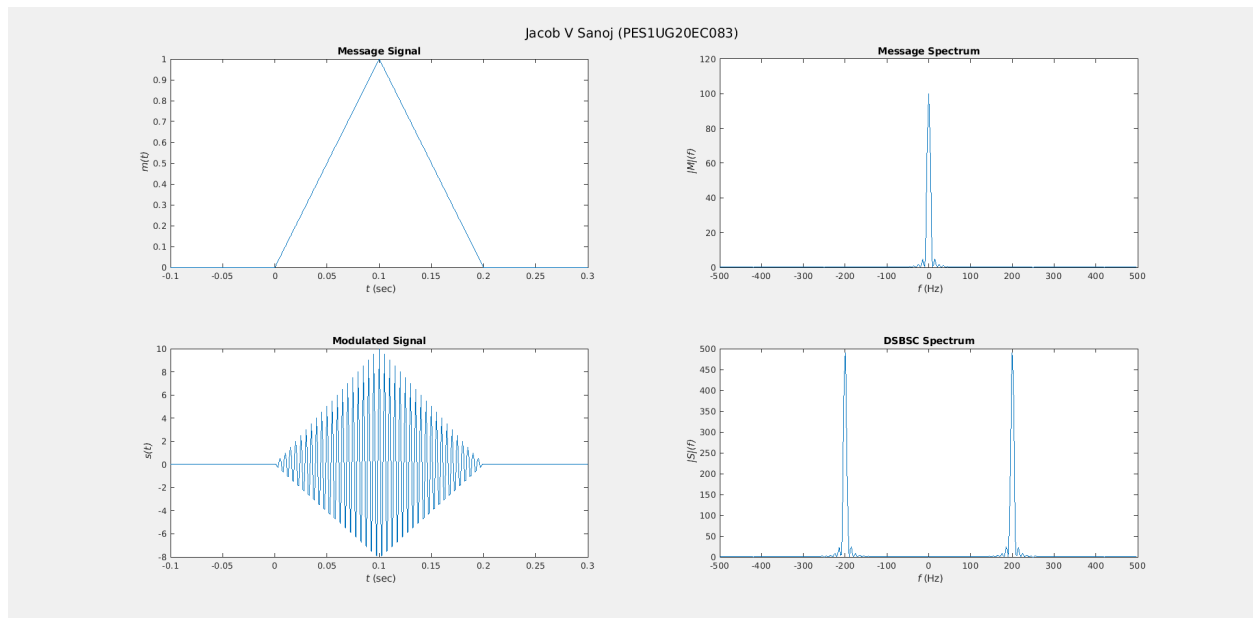 Jacob V Sanoj (PES1UG20EC083)
Message Signal
1
0.9
0.8
0.7
0.6
0.5
0.4
0.3
0.2
0.1
0
m(t)
-0.1 -0.05 0 0.05 0.1 0.15 0.2 0.25 0.3
t (sec)
Message Spectrum
120
100
80
60
40
20
0
|M|(f)
-500 -400 -300 -200 -100 0 100 200 300 400 500
f (Hz)
Modulated Signal
10
8
6
4
2
0
-2
-4
-6
-8
s(t)
-0.1 -0.05 0 0.05 0.1 0.15 0.2 0.25 0.3
t (sec)
DSBSC Spectrum
500
450
400
350
300
250
200
150
100
50
0
|S|(f)
-500 -400 -300 -200 -100 0 100 200 300 400 500
f (Hz)